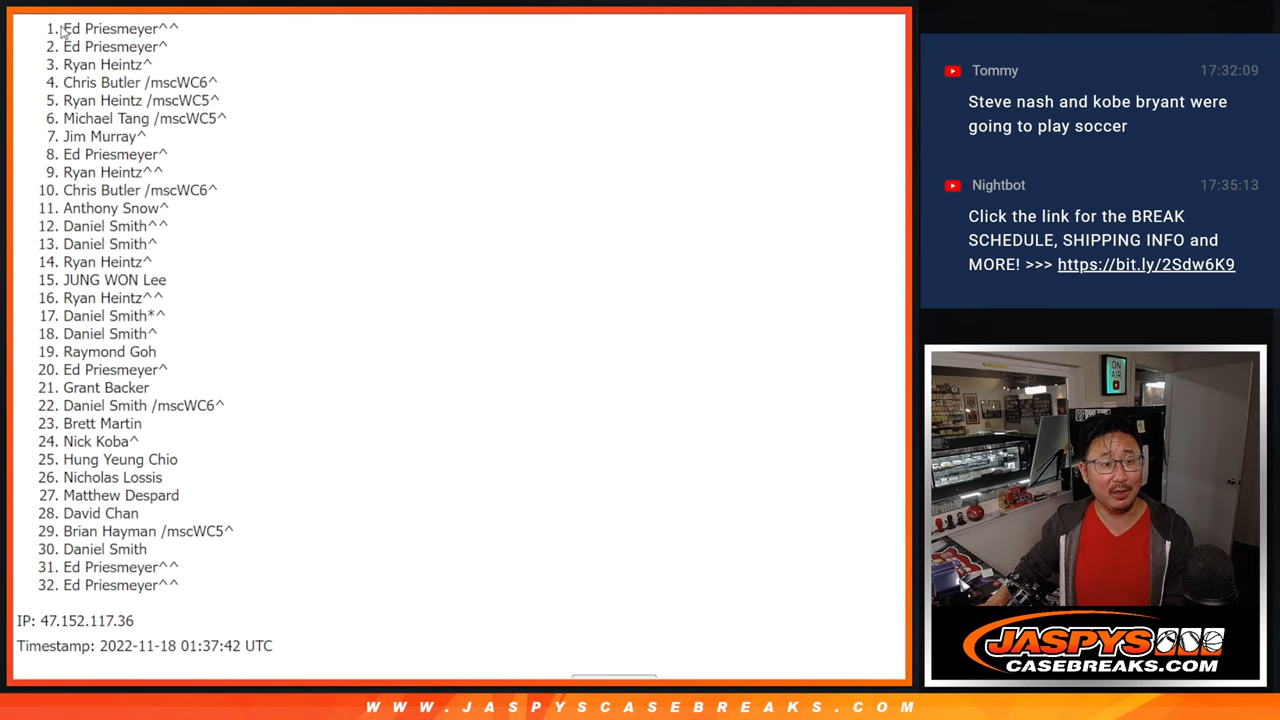 1. Ed Priesmeyer^^
2. Ed Priesmeyer^
3. Ryan Heintz^
4. Chris Butler /mscWC6^
5. Ryan Heintz /mscWC5^
6. Michael Tang /mscWC5^
7. Jim Murray^
8. Ed Priesmeyer^
9. Ryan Heintz^^
10. Chris Butler /mscWC6^
11. Anthony Snow^
12. Daniel Smith^^
13. Daniel Smith^
14. Ryan Heintz^
15. JUNG WON Lee
16. Ryan Heintz^^
17. Daniel Smith*^
18. Daniel Smith^
19. Raymond Goh
20. Ed Priesmeyer^
21. Grant Backer
22. Daniel Smith /mscWC6^
23. Brett Martin
24. Nick Koba^
25. Hung Yeung Chio
26. Nicholas Lossis
27. Matthew Despard
28. David Chan
29. Brian Hayman /mscWC5^
30. Daniel Smith
31. Ed Priesmeyer^^
32. Ed Priesmeyer^^
IP: 47.152.117.36
Timestamp: 2022-11-18 01:37:42 UTC
Tommy 17:32:09
Steve nash and kobe bryant were
going to play soccer
Nightbot 17:35:13
Click the link for the BREAK
SCHEDULE, SHIPPING INFO and
MORE! >>> https://bit.ly/2Sdw6K9
ON
AIR
JASPYS
CASEBREAKS.COM
WWW.JASPYSCASEBREAKS.COM